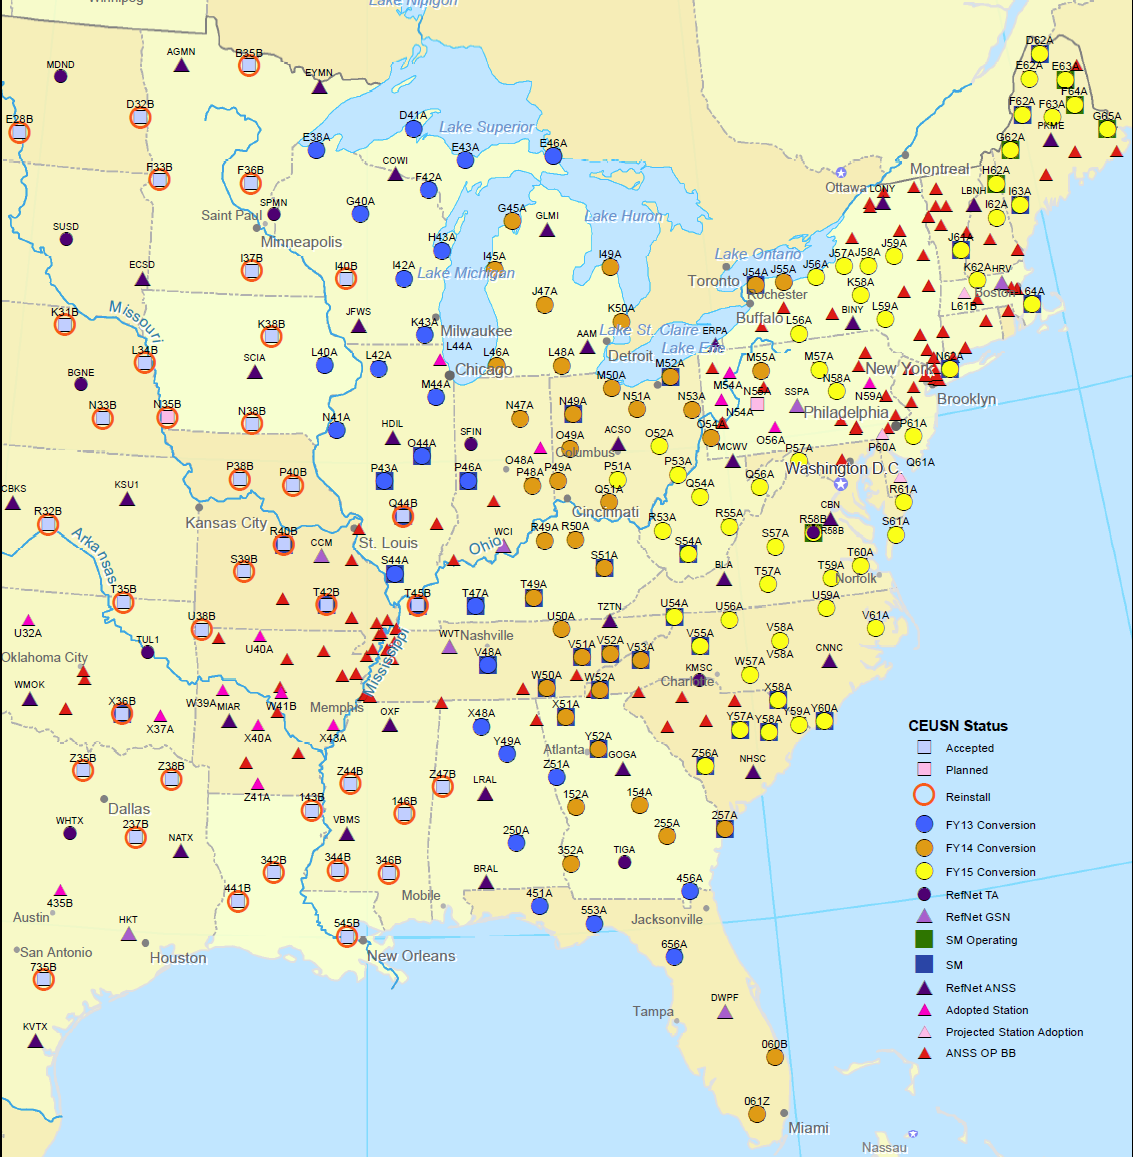 Winnipeg
Lake Nipigon
AGMN
B35B
MDND
EYMN
D32B
E28B
D41A
Lake Superior
E38A
E43A
E46A
COWI
F33B
F36B
F42A
D62A
E62A
E63A
F64A
F62A
F63A
G65A
PKME
G62A
Montreal
H62A
Ottawa
LONY
LBNH
I63A
I62A
SPMN
Saint Paul
Minneapolis
G40A
G45A
GLMI
Lake Huron
SUSD
H43A
J64A
J59A
J58A
J57A
Lake Ontario
ECSD
I37B
I40B
I42A
I45A
Lake Michigan
I49A
Toronto
J54A
J55A
J56A
K62A
HRV
Rochester
K58A
Boston
L64A
L61B
Missouri
J47A
K31B
K38B
JFWS
K43A
Milwaukee
K50A
Lake St. Claire
Buffalo
BINY
L59A
L56A
ERPA
Lake Erie
L34B
SCIA
L40A
L42A
L44A
L46A
L48A
AAM
Detroit
Chicago
M44A
M50A
M52A
M55A
M57A
New York
N62A
BGNE
M54A
N58A
N59A
Brooklyn
N33B
N35B
N38B
N41A
HDIL
SFIN
N47A
N49A
N51A
N53A
N54A
N55A
SSPA
Philadelphia
P61A
P60A
O44A
O48A
O49A
Columbus
ACSO
O52A
O54A
O56A
MCWV
P57A
Washington D.C.
Q61A
P38B
P40B
P43A
P46A
P48A
P49A
P51A
P53A
Q56A
CBKS
KSU1
Q51A
Q54A
R61A
R32B
Kansas City
Q44B
St. Louis
Cincinnati
CBN
R58B
R58B
S61A
R40B
CCM
Ohio
WCI
R49A
R50A
R53A
R55A
S57A
Arkansas
S39B
S44A
S51A
S54A
BLA
T57A
T60A
T59A
Norfolk
T35B
T42B
T45B
T47A
T49A
TZTN
U54A
U56A
U59A
U32A
U38B
U40A
WVT
Nashville
U50A
V61A
TUL1
Oklahoma City
V48A
V51A
V52A
V53A
V55A
V58A
V58A
CNNC
Mississippi
WMOK
W39A
MIAR
W41B
Memphis
OXF
W50A
W52A
KMSC
Charlotte
W57A
X36B
X37A
X40A
X43A
X48A
X51A
X58A
Y57A
Y58A
Y59A
Y60A
Z35B
Z38B
Z41A
Z44B
Z47B
Y49A
Z51A
Atlanta
Y52A
GOGA
Z56A
NHSC
Dallas
143B
146B
LRAL
152A
154A
WHTX
237B
NATX
VBMS
250A
255A
257A
342B
344B
346B
BRAL
352A
TIGA
441B
Mobile
451A
456A
435B
Austin
HKT
545B
553A
Jacksonville
San Antonio
Houston
New Orleans
735B
656A
KVTX
Tampa
DWPF
060B
061Z
Miami
Nassau
CEUSN Status
Accepted
Planned
Reinstall
FY13 Conversion
FY14 Conversion
FY15 Conversion
RefNet TA
RefNet GSN
SM Operating
SM
RefNet ANSS
Adopted Station
Projected Station Adoption
ANSS OP BB